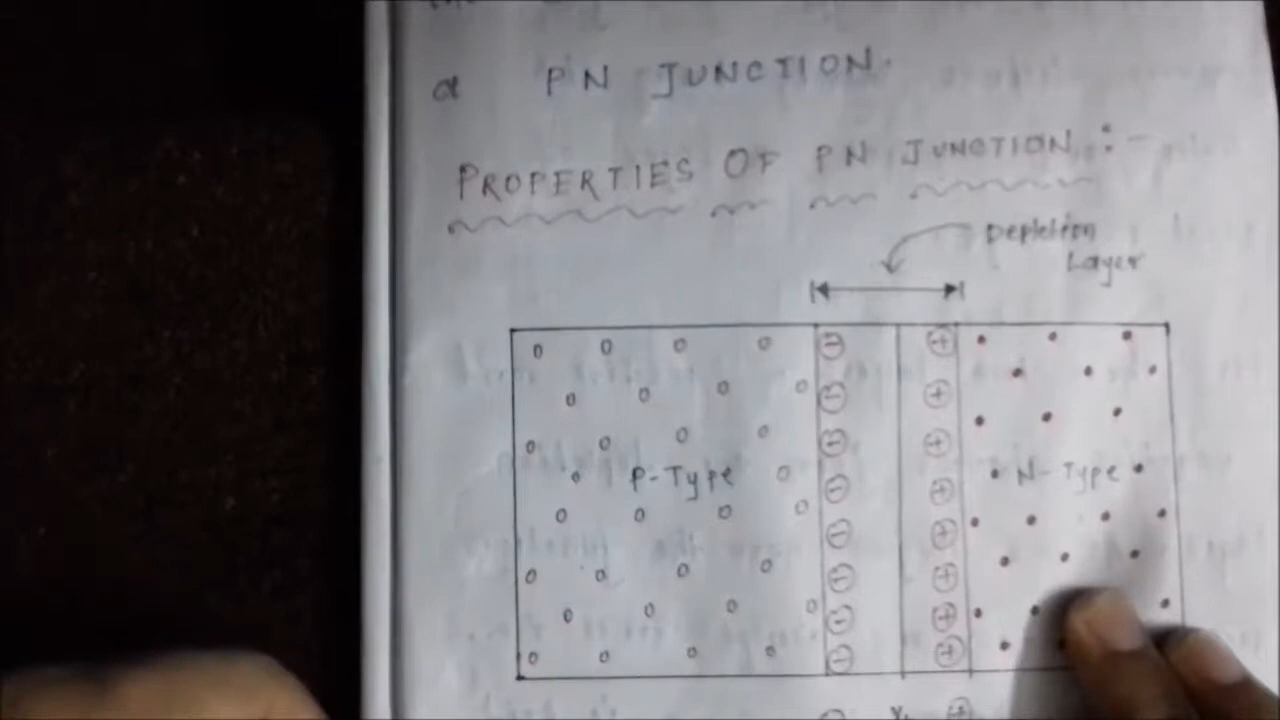 a PN JUNCTION.
PROPERTIES OF PN JUNCTION :-
Depletion
Layer
P-Type
N-Type